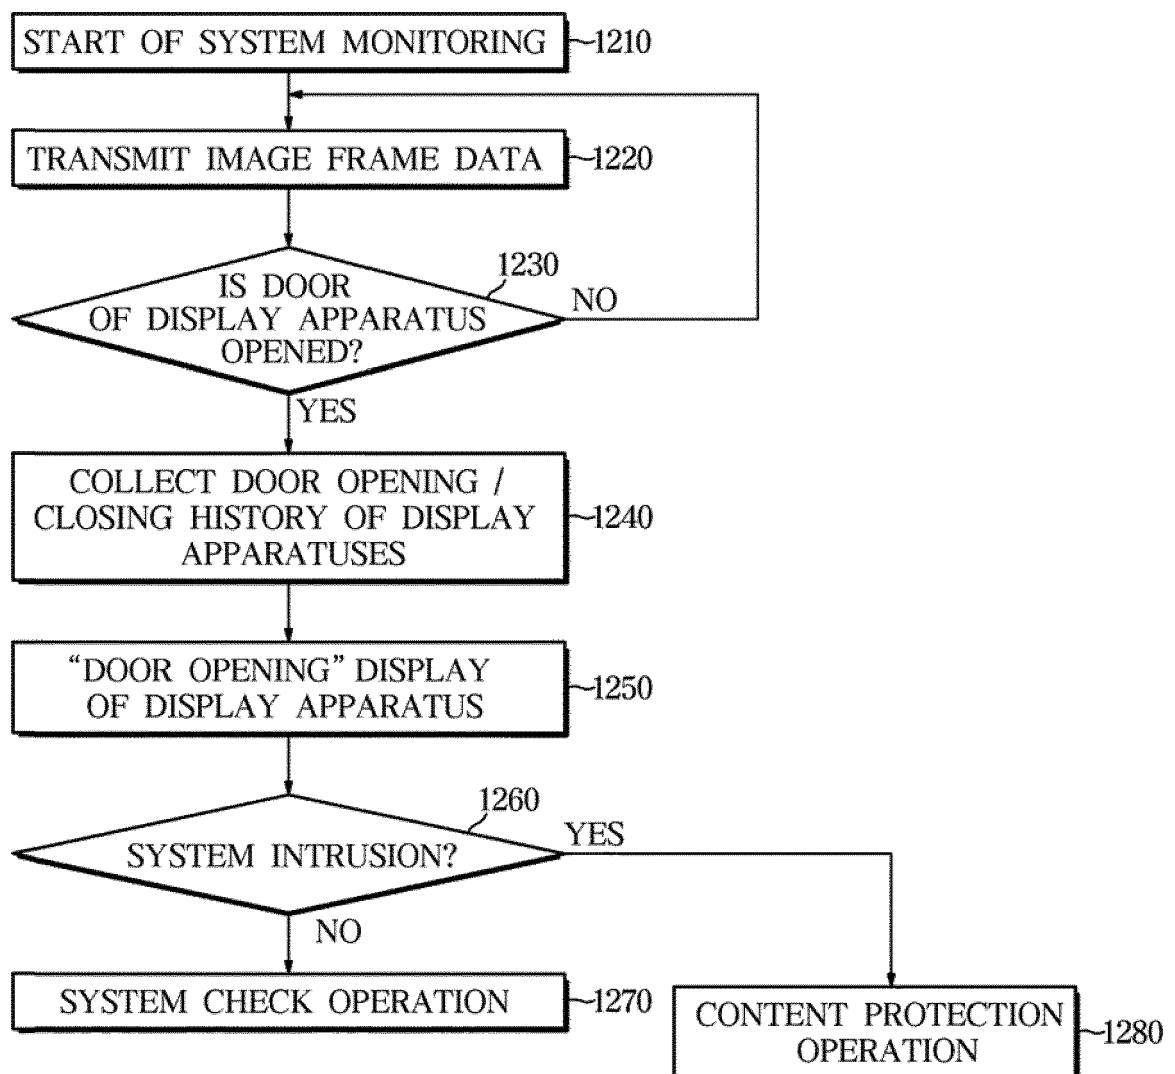 START OF SYSTEM MONITORING
1210
TRANSMIT IMAGE FRAME DATA
1220
1230
IS DOOR
OF DISPLAY APPARATUS
OPENED?
NO
YES
COLLECT DOOR OPENING /
CLOSING HISTORY OF DISPLAY
APPARATUSES
1240
“DOOR OPENING” DISPLAY
OF DISPLAY APPARATUS
1250
1260
SYSTEM INTRUSION?
YES
NO
SYSTEM CHECK OPERATION
1270
CONTENT PROTECTION
OPERATION
1280